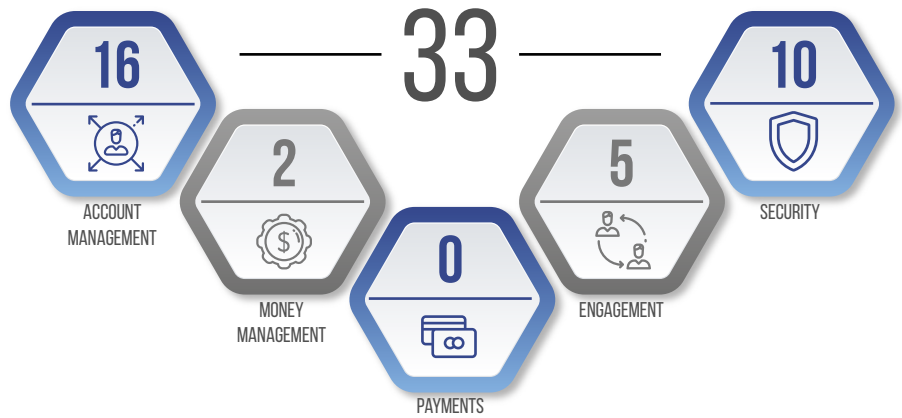 33
16
ACCOUNT
MANAGEMENT
2
$
MONEY
MANAGEMENT
0
PAYMENTS
5
ENGAGEMENT
10
SECURITY